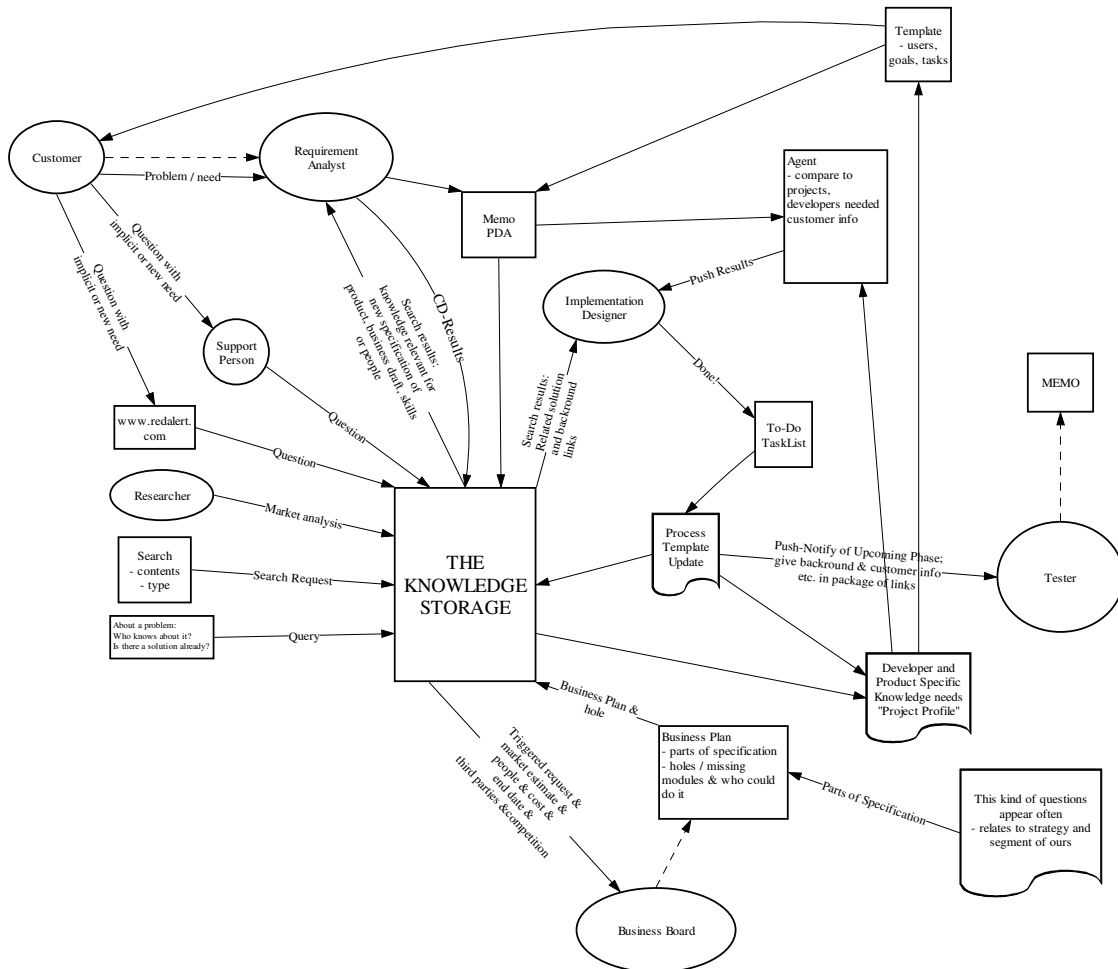 Template
- users,
goals, tasks
Customer
Requirement
Analyst
Problem / need
Agent
- compare to
projects,
developers needed
customer info
Memo
PDA
Question with
implicit or new need
Question with
implicit or new need
Push Results
Implementation
Designer
CD-Results
Search results:
knowledge relevant for
new specification of
product, business draft, skills
or people
Support
Person
Done!
MEMO
www.redalert.
com
Question
Question
Search results:
Related solution
and backround
links
To-Do
TaskList
Researcher
Market analysis
THE
KNOWLEDGE
STORAGE
Process
Template
Update
Push-Notify of Upcoming Phase;
give backround & customer info
etc. in package of links
Tester
Search
- contents
- type
Search Request
About a problem:
Who knows about it?
Is there a solution already?
Query
Developer and
Product Specific
Knowledge needs
"Project Profile"
Business Plan &
hole
Business Plan
- parts of specification
- holes / missing
modules & who could
do it
Triggered request &
market estimate &
people & cost &
end date &
third parties &competition
Parts of Specification
This kind of questions
appear often
- relates to strategy and
segment of ours
Business Board